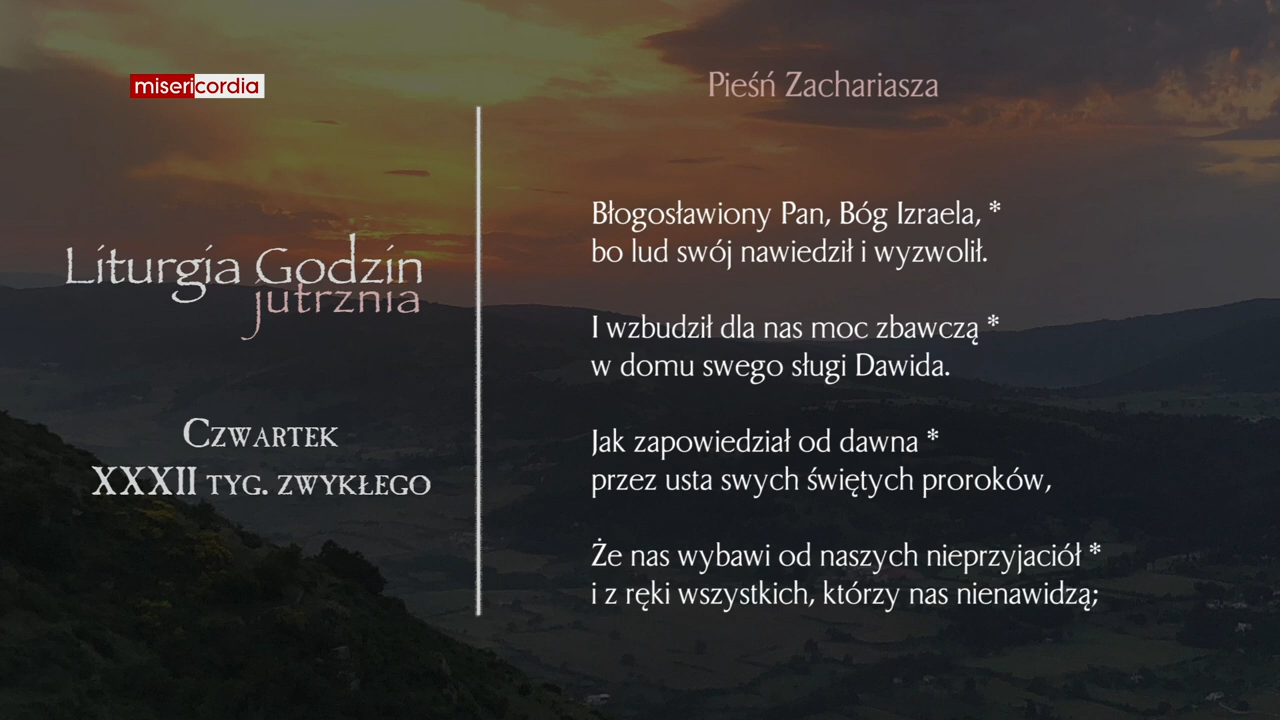 misericordia
Liturgia Godzin
jutrznia
Czwartek
XXXII tyg. zwykłego
Pieśń Zachariasza
Błogosławiony Pan, Bóg Izraela, *
bo lud swój nawiedził i wyzwolił.
I wzbudził dla nas moc zbawczą *
w domu swego sługi Dawida.
Jak zapowiedział od dawna *
przez usta swych świętych proroków,
Że nas wybawi od naszych nieprzyjaciół *
i z ręki wszystkich, którzy nas nienawidzą;